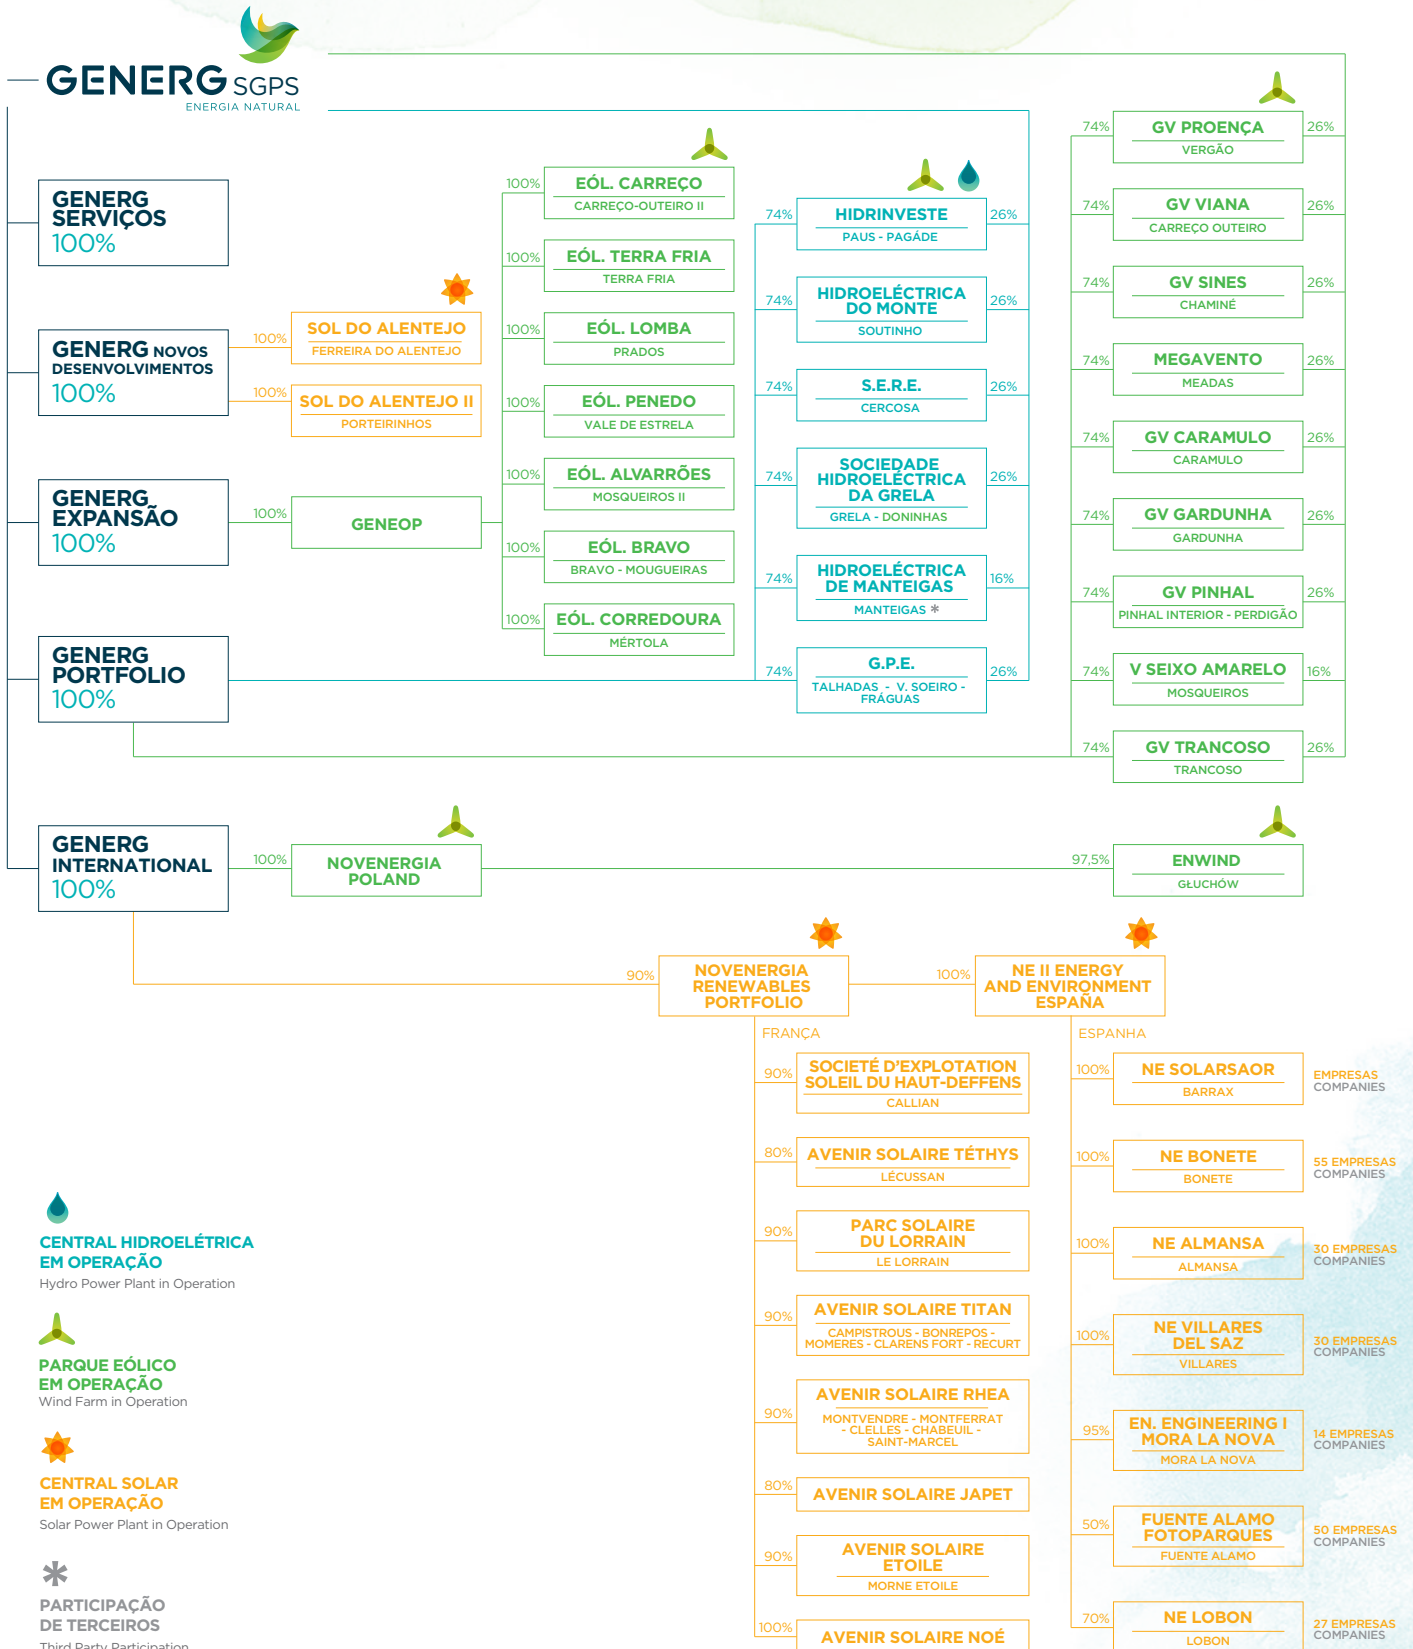 GENERG SGPS
ENERGIA NATURAL
GENERG
SERVIÇOS
100%
GENERG NOVOS
DESENVOLVIMENTOS
100%
100%
SOL DO ALENTEJO
FERREIRA DO ALENTEJO
100%
SOL DO ALENTEJO II
PORTEIRINHOS
GENERG
EXPANSÃO
100%
100%
GENEOP
100%
EÓL. CARREÇO
CARREÇO-OUTEIRO II
100%
EÓL. TERRA FRIA
TERRA FRIA
100%
EÓL. LOMBA
PRADOS
100%
EÓL. PENEDO
VALE DE ESTRELA
100%
EÓL. ALVARRÕES
MOSQUEIROS II
100%
EÓL. BRAVO
BRAVO - MOUGUEIRAS
100%
EÓL. CORREDOURA
MÉRTOLA
GENERG
PORTFOLIO
100%
74%
HIDRINVESTE
PAUS - PAGÁDE
26%
74%
HIDROELÉCTRICA
DO MONTE
SOUTINHO
26%
74%
S.E.R.E.
CERCOSA
26%
74%
SOCIEDADE
HIDROELÉCTRICA
DA GRELA
GRELA - DONINHAS
26%
74%
HIDROELÉCTRICA
DE MANTEIGAS
MANTEIGAS *
16%
74%
G.P.E.
TALHADAS - V. SOEIRO -
FRÁGUAS
26%
74%
GV PROENÇA
VERGÃO
26%
74%
GV VIANA
CARREÇO OUTEIRO
26%
74%
GV SINES
CHAMINÉ
26%
74%
MEGAVENTO
MEADAS
26%
74%
GV CARAMULO
CARAMULO
26%
74%
GV GARDUNHA
GARDUNHA
26%
74%
GV PINHAL
PINHAL INTERIOR - PERDIGÃO
26%
74%
V SEIXO AMARELO
MOSQUEIROS
16%
74%
GV TRANCOSO
TRANCOSO
26%
GENERG
INTERNATIONAL
100%
100%
NOVENERGIA
POLAND
97,5%
ENWIND
GŁUCHÓW
90%
NOVENERGIA
RENEWABLES
PORTFOLIO
100%
NE II ENERGY
AND ENVIRONMENT
ESPAÑA
FRANÇA
90%
SOCIETÉ D'EXPLOTATION
SOLEIL DU HAUT-DEFFENS
CALLIAN
80%
AVENIR SOLAIRE TÉTHYS
LÉCUSSAN
90%
PARC SOLAIRE
DU LORRAIN
LE LORRAIN
90%
AVENIR SOLAIRE TITAN
CAMPISTROUS - BONREPOS -
MOMÉRES - CLARENS FORT - RECURT
90%
AVENIR SOLAIRE RHEA
MONTVENDRE - MONTFERRAT
- CLELLES - CHABEUIL -
SAINT-MARCEL
80%
AVENIR SOLAIRE JAPET
90%
AVENIR SOLAIRE
ETOILE
MORNE ETOILE
100%
AVENIR SOLAIRE NOÉ
ESPANHA
100%
NE SOLARSAOR
BARRAX
EMPRESAS
COMPANIES
100%
NE BONETE
BONETE
55 EMPRESAS
COMPANIES
100%
NE ALMANSA
ALMANSA
30 EMPRESAS
COMPANIES
100%
NE VILLARES
DEL SAZ
VILLARES
30 EMPRESAS
COMPANIES
95%
EN. ENGINEERING I
MORA LA NOVA
MORA LA NOVA
14 EMPRESAS
COMPANIES
50%
FUENTE ALAMO
FOTOPARQUES
FUENTE ALAMO
50 EMPRESAS
COMPANIES
70%
NE LOBON
LOBON
27 EMPRESAS
COMPANIES
CENTRAL HIDROELÉTRICA
EM OPERAÇÃO
Hydro Power Plant in Operation
PARQUE EÓLICO
EM OPERAÇÃO
Wind Farm in Operation
CENTRAL SOLAR
EM OPERAÇÃO
Solar Power Plant in Operation
*
PARTICIPAÇÃO
DE TERCEIROS
Third Party Participation